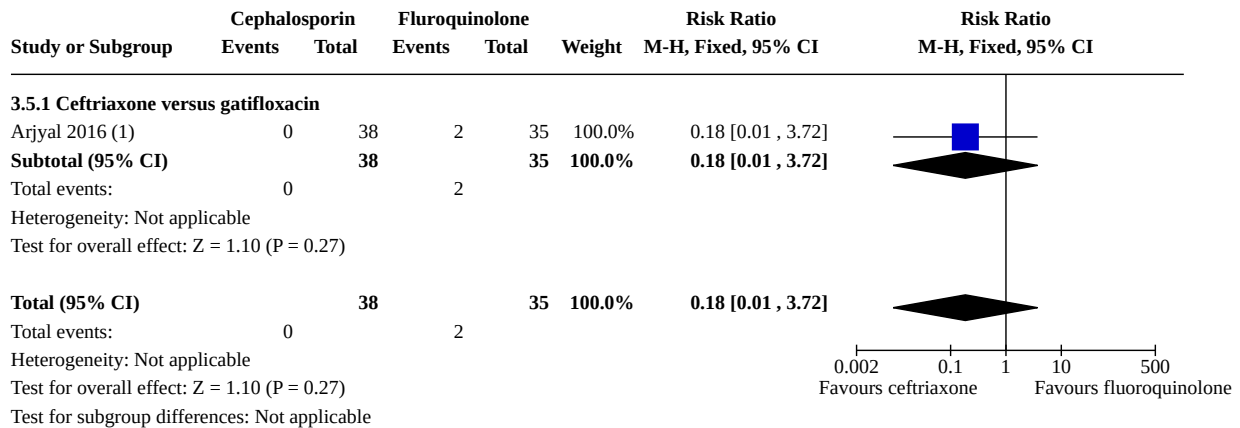 Cephalosporin Fluroquinolone Risk Ratio Risk Ratio
Study or Subgroup Events Total Events Total Weight M-H, Fixed, 95% CI M-H, Fixed, 95% CI
3.5.1 Ceftriaxone versus gatifloxacin
Arjyal 2016 (1) 0 38 2 35 100.0% 0.18 [0.01 , 3.72]
Subtotal (95% CI) 38 35 100.0% 0.18 [0.01 , 3.72]
Total events: 0 2
Heterogeneity: Not applicable
Test for overall effect: Z = 1.10 (P = 0.27)
Total (95% CI) 38 35 100.0% 0.18 [0.01 , 3.72]
Total events: 0 2
Heterogeneity: Not applicable
0.002 0.1 1 10 500
Test for overall effect: Z = 1.10 (P = 0.27)
Favours ceftriaxone Favours fluoroquinolone
Test for subgroup differences: Not applicable